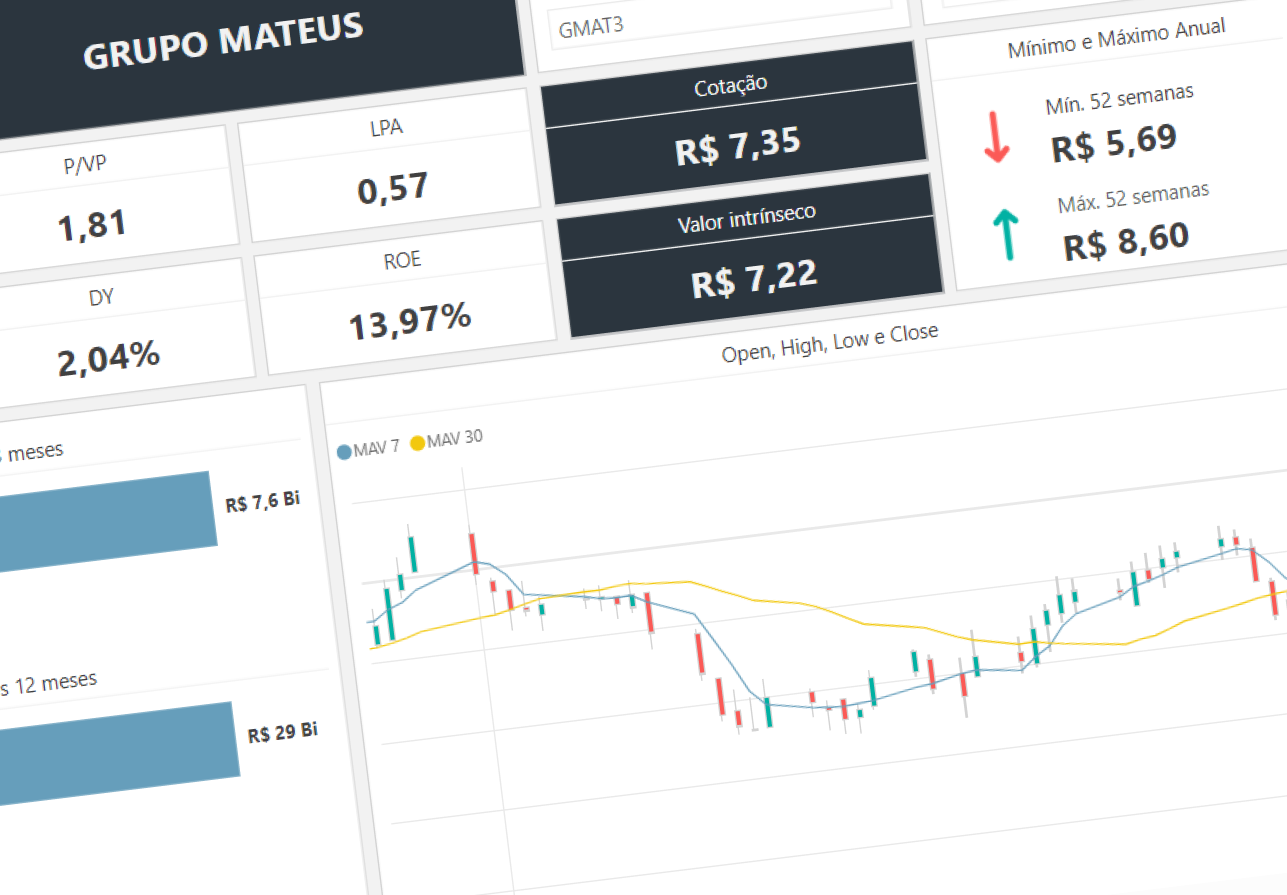 GRUPO MATEUS
GMAT3
P/VP
1,81
LPA
0,57
Cotação
R$ 7,35
Mínimo e Máximo Anual
Mín. 52 semanas
R$ 5,69
Máx. 52 semanas
R$ 8,60
DY
2,04%
ROE
13,97%
Valor intrínseco
R$ 7,22
meses
R$ 7,6 Bi
s 12 meses
R$ 29 Bi
Open, High, Low e Close
MAV 7 MAV 30